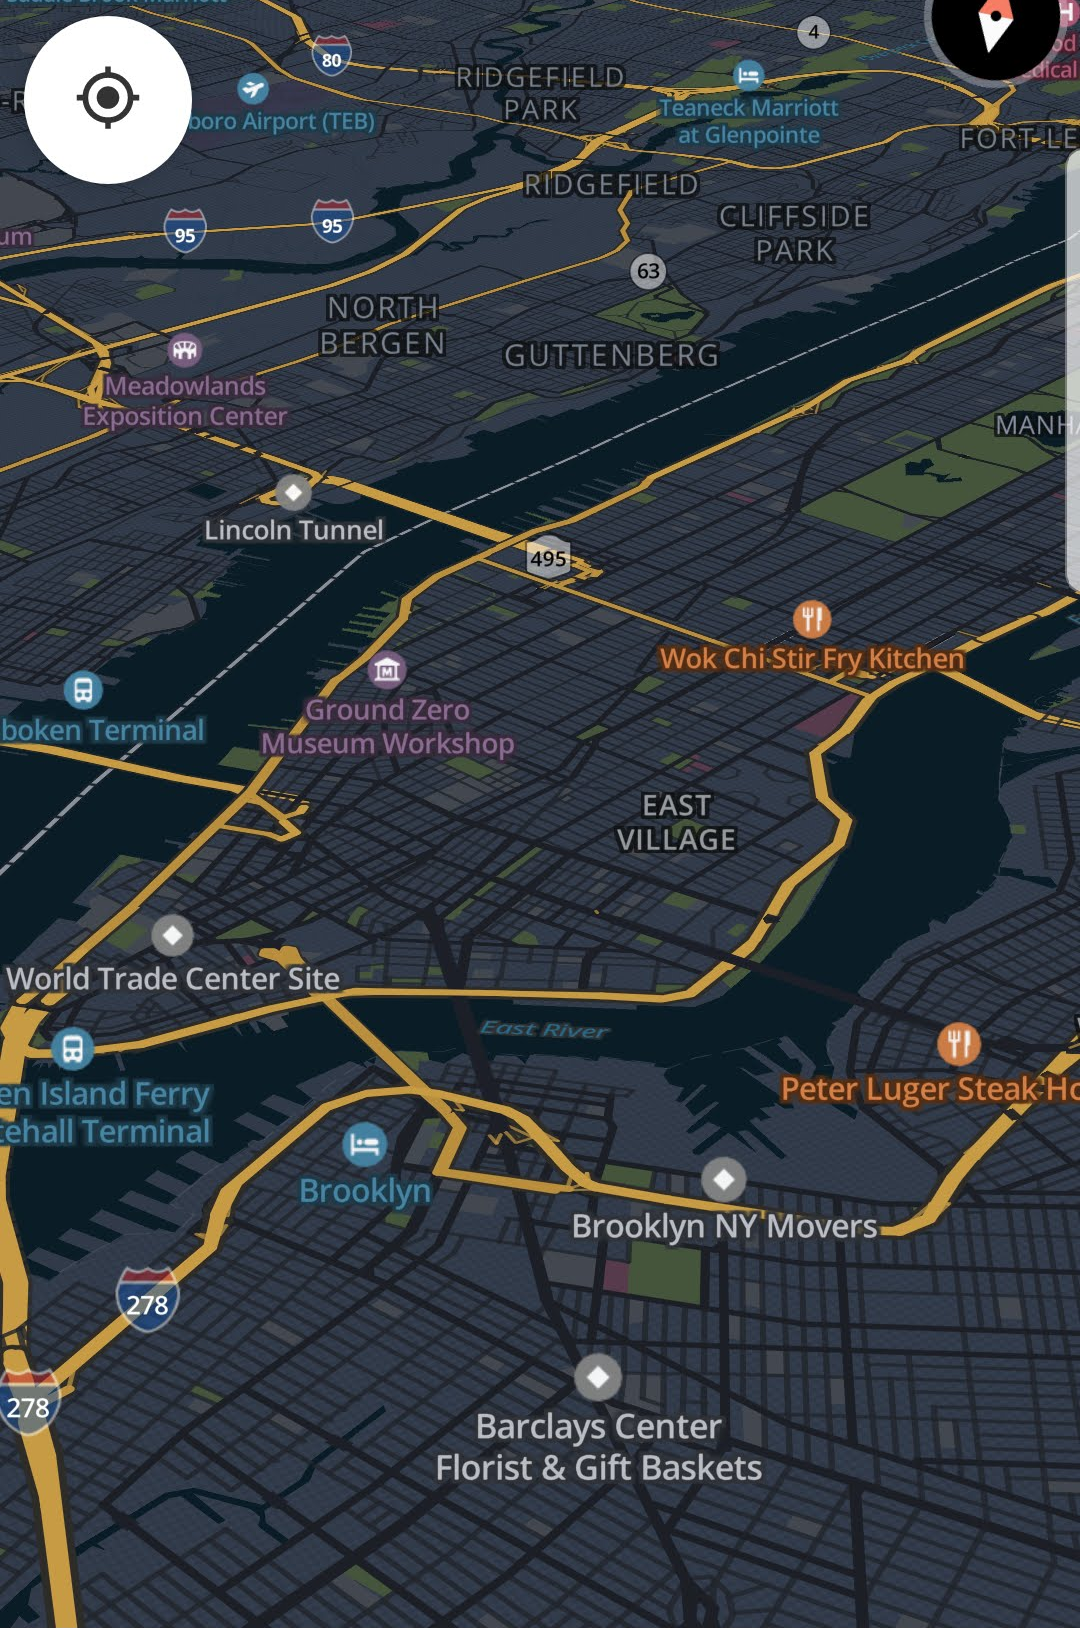 80
4
RIDGEFIELD
PARK
Teaneck Marriott
at Glenpointe
boro Airport (TEB)
FORT-LE
RIDGEFIELD
95
95
CLIFFSIDE
PARK
um
63
NORTH
BERGEN
GUTTENBERG
Meadowlands
Exposition Center
MANHA
Lincoln Tunnel
495
Wok Chi Stir Fry Kitchen
Ground Zero
Museum Workshop
boken Terminal
EAST
VILLAGE
World Trade Center Site
East River
en Island Ferry
tehall Terminal
Peter Luger Steak Ho
Brooklyn
Brooklyn NY Movers
278
278
Barclays Center
Florist & Gift Baskets